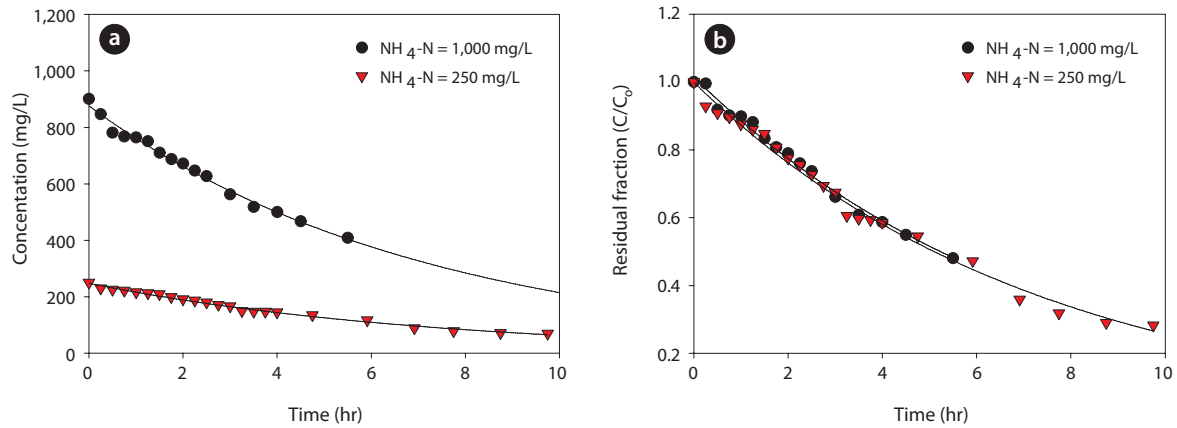 a
NH 4-N = 1,000 mg/L
NH 4-N = 250 mg/L
Concentation (mg/L)
1,200
1,000
800
600
400
200
0
0 2 4 6 8 10
Time (hr)
b
NH 4-N = 1,000 mg/L
NH 4-N = 250 mg/L
Residual fraction (C/Co)
1.2
1.0
0.8
0.6
0.4
0.2
0 2 4 6 8 10
Time (hr)